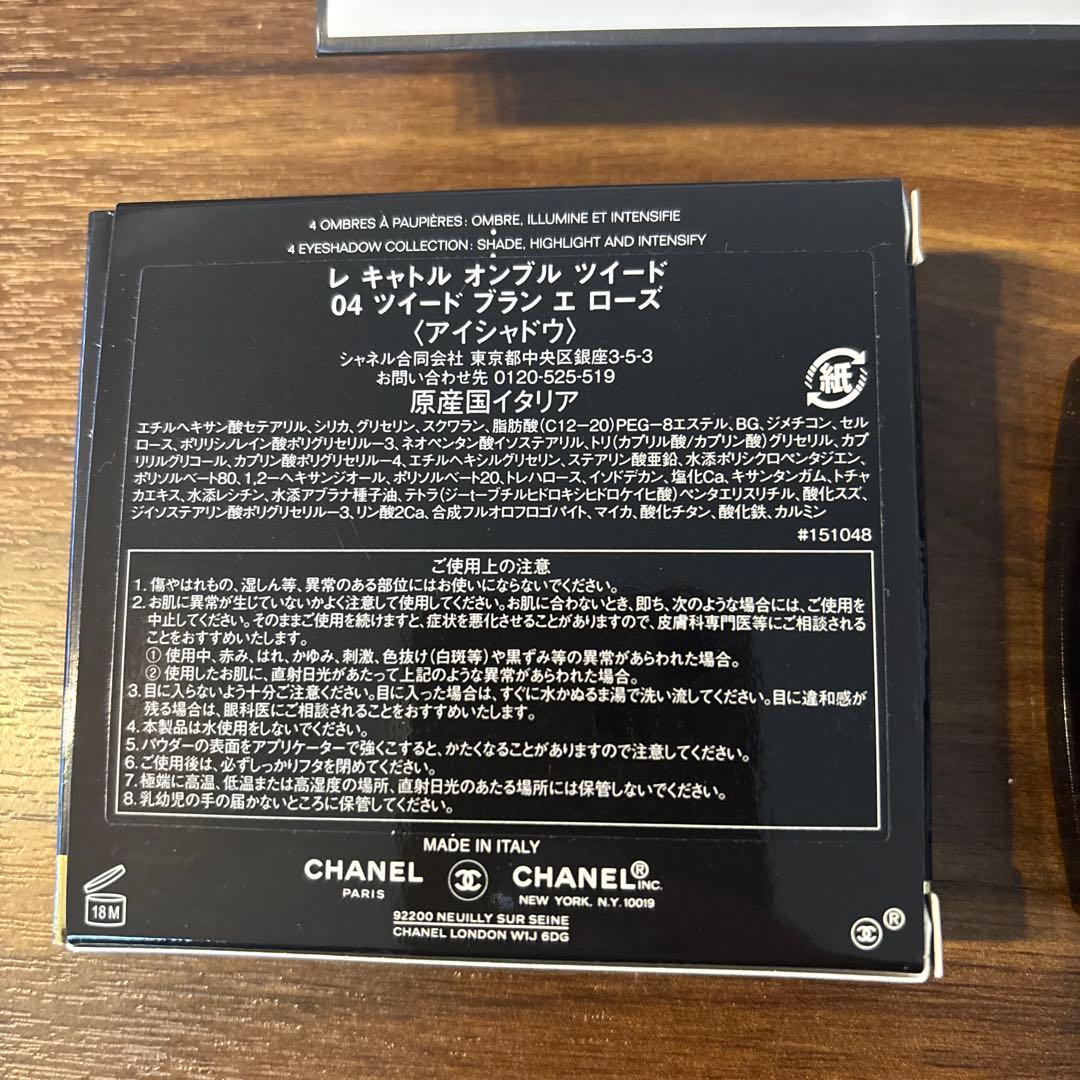 4 OMBRES À PAUPIÈRES : OMBRE, ILLUMINE ET INTENSIFIE
4 EYESHADOW COLLECTION : SHADE, HIGHLIGHT AND INTENSIFY
レ キャトル オンブル ツイード
04 ツイード ブラン エ ローズ
〈アイシャドウ〉
シャネル合同会社 東京都中央区銀座3-5-3
お問い合わせ先 0120-525-519
原産国イタリア
紙
エチルヘキサン酸セテアリル、シリカ、グリセリン、スクワラン、脂肪酸(C12-20)PEG-8エステル、BG、ジメチコン、セル
ロース、ポリリシノレイン酸ポリグリセリル-3、ネオペンタン酸イソステアリル、トリ(カプリル酸/カプリン酸)グリセリル、カプ
リリルグリコール、カプリン酸ポリグリセリル-4、エチルヘキシルグリセリン、ステアリン酸亜鉛、水添ポリシクロペンタジエン、
ポリソルベート80、1,2-ヘキサンジオール、ポリソルベート20、トレハロース、イソドデカン、塩化Ca、キサンタンガム、トチャ
カエキス、水添レシチン、水添アブラナ種子油、テトラ(ジ-t-ブチルヒドロキシヒドロケイヒ酸)ペンタエリスリチル、酸化スズ、
ジイソステアリン酸ポリグリセリル-3、リン酸2Ca、合成フルオロフロゴパイト、マイカ、酸化チタン、酸化鉄、カルミン
#151048
ご使用上の注意
1. 傷やはれもの、湿しん等、異常のある部位にはお使いにならないでください。
2. お肌に異常が生じていないかよく注意して使用してください。お肌に合わないとき、即ち、次のような場合には、ご使用を
中止してください。そのままご使用を続けますと、症状を悪化させることがありますので、皮膚科専門医等にご相談される
ことをおすすめいたします。
① 使用中、赤み、はれ、かゆみ、刺激、色抜け(白斑等)や黒ずみ等の異常があらわれた場合。
② 使用したお肌に、直射日光があたって上記のような異常があらわれた場合。
3. 目に入らないよう十分ご注意ください。目に入った場合は、すぐに水かぬるま湯で洗い流してください。目に違和感が
残る場合は、眼科医にご相談されることをおすすめいたします。
4. 本製品は水使用をしないでください。
5. パウダーの表面をアプリケーターで強くこすると、かたくなることがありますので注意してください。
6. ご使用後は、必ずしっかりフタを閉めてください。
7. 極端に高温、低温または高湿度の場所、直射日光のあたる場所には保管しないでください。
8. 乳幼児の手の届かないところに保管してください。
MADE IN ITALY
CHANEL CHANEL® INC.
PARIS NEW YORK, N.Y. 10019
92200 NEUILLY SUR SEINE
CHANEL LONDON W1J 6DG
18 M
®